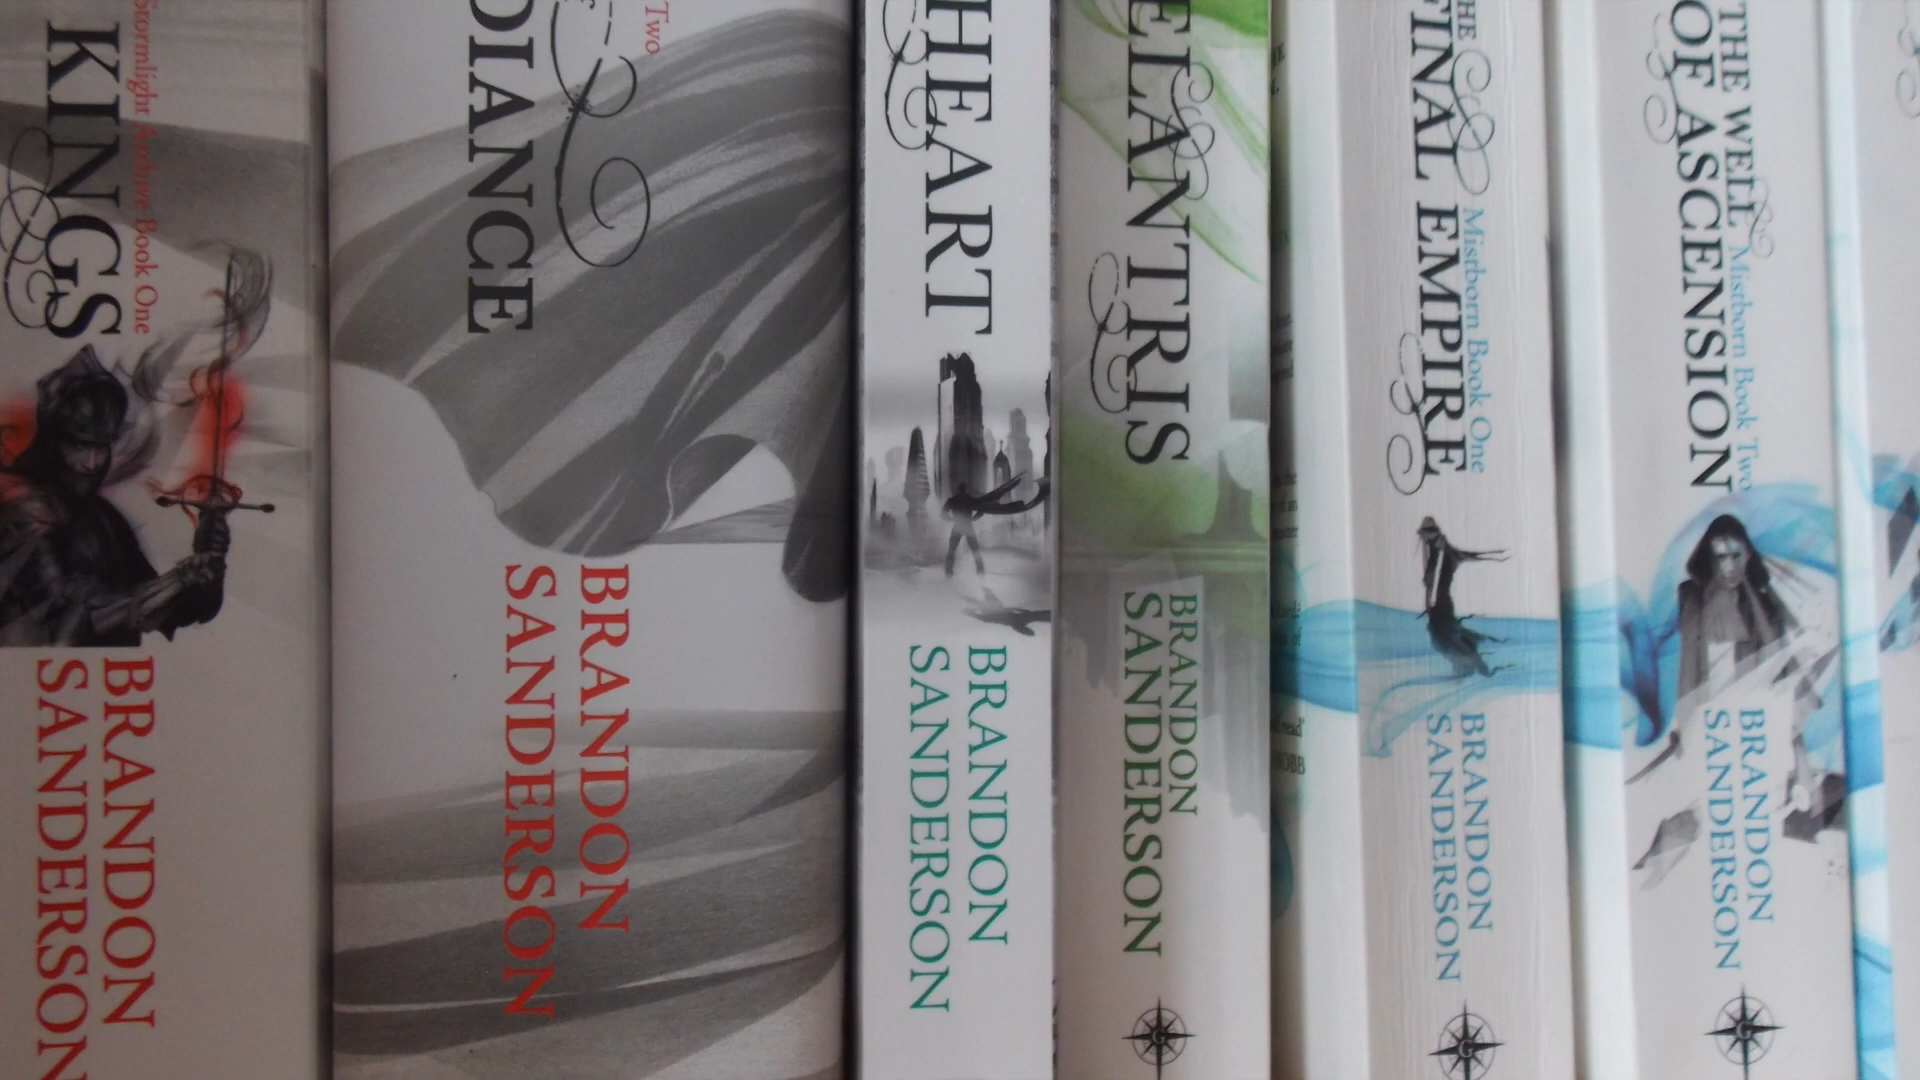 Stormlight Archive Book One
KINGS
BRANDON
SANDERSON
Two
OF
DIANCE
BRANDON
SANDERSON
HEART
BRANDON
SANDERSON
ELANTRIS
BRANDON
SANDERSON
THE
FINAL EMPIRE
Mistborn Book One
BRANDON
SANDERSON
G
THE WELL
OF ASCENSION
Mistborn Book Two
BRANDON
SANDERSON
G